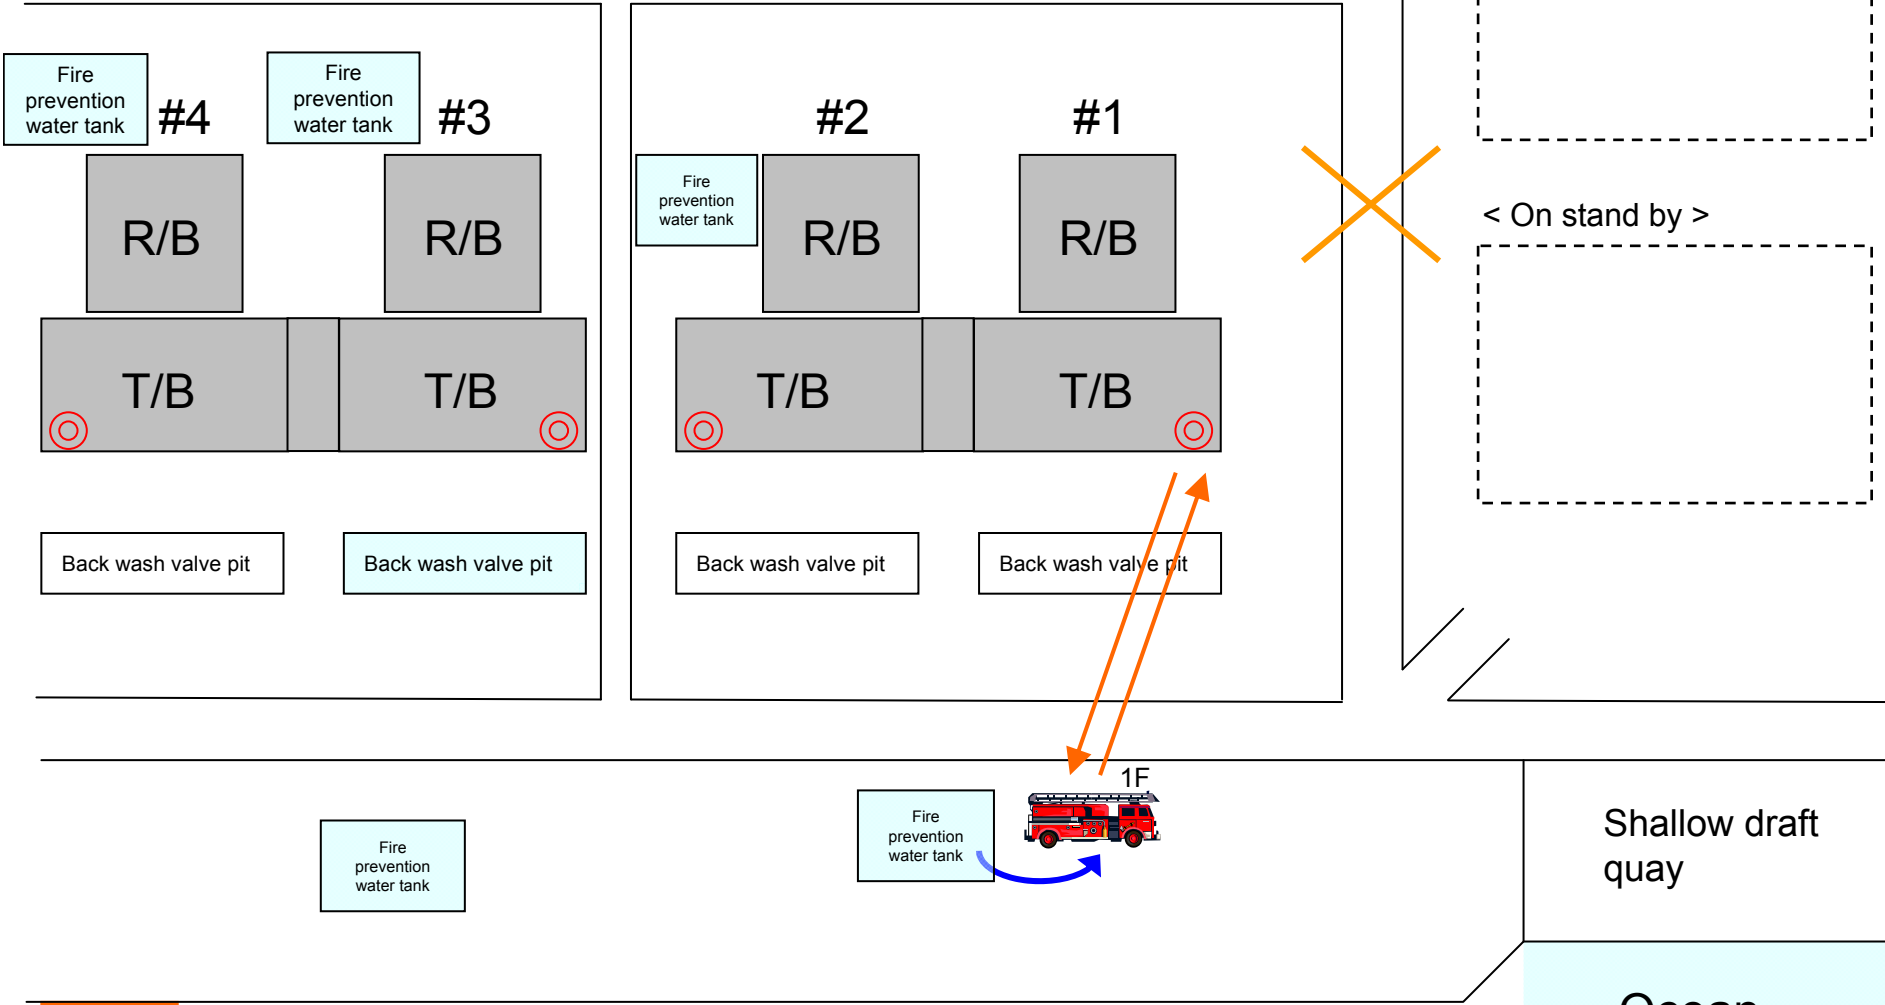 Fire
prevention
water tank
#4
Fire
prevention
water tank
#3
#2
#1
Fire
prevention
water tank
< On stand by >
R/B
R/B
R/B
R/B
T/B
T/B
T/B
T/B
Back wash valve pit
Back wash valve pit
Back wash valve pit
Back wash valve pit
1F
Fire
prevention
water tank
Fire
prevention
water tank
Shallow draft
quay
Ocean